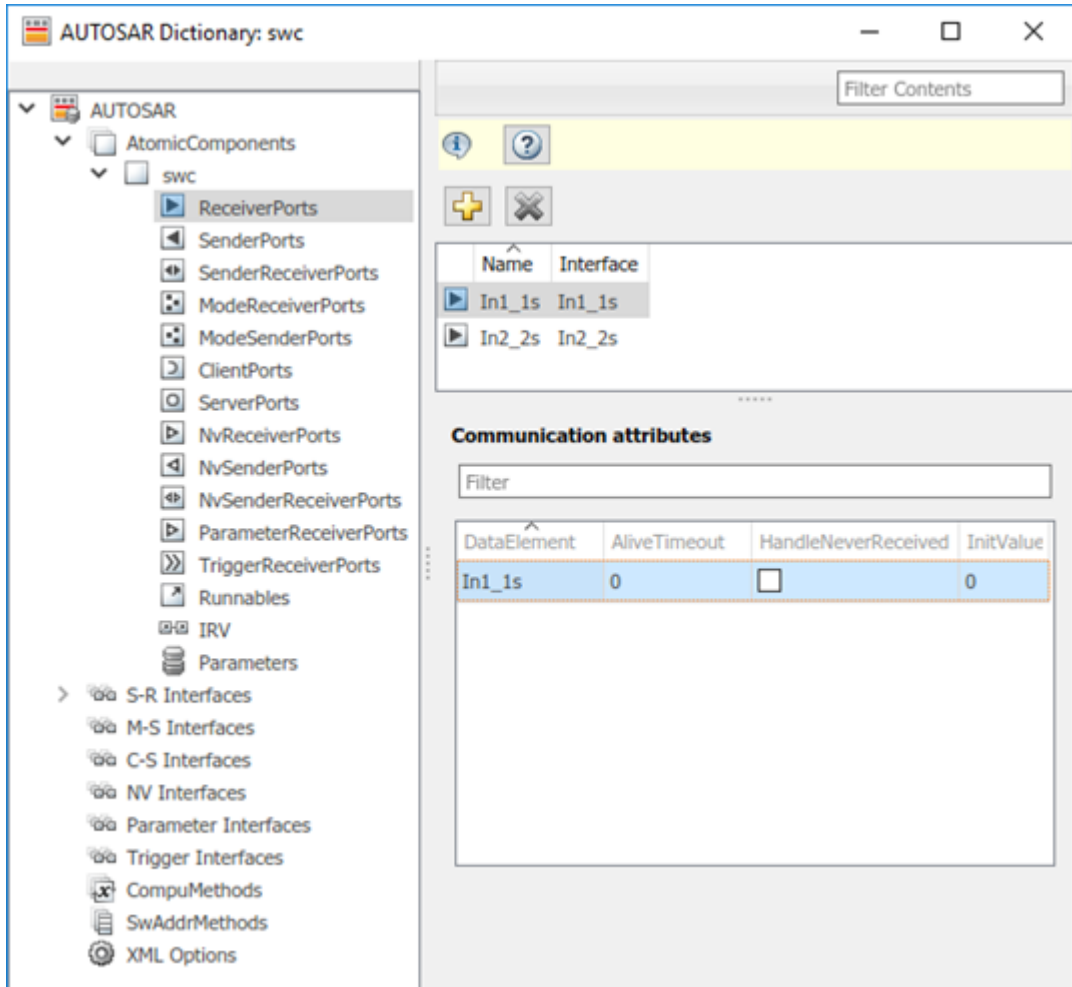 AUTOSAR Dictionary: swc
AUTOSAR
AtomicComponents
swc
ReceiverPorts
SenderPorts
SenderReceiverPorts
ModeReceiverPorts
ModeSenderPorts
ClientPorts
ServerPorts
NvReceiverPorts
NvSenderPorts
NvSenderReceiverPorts
ParameterReceiverPorts
TriggerReceiverPorts
Runnables
IRV
Parameters
S-R Interfaces
M-S Interfaces
C-S Interfaces
NV Interfaces
Parameter Interfaces
Trigger Interfaces
CompuMethods
SwAddrMethods
XML Options
Filter Contents
Name Interface
In1_1s In1_1s
In2_2s In2_2s
Communication attributes
Filter
DataElement AliveTimeout HandleNeverReceived InitValue
In1_1s 0 0